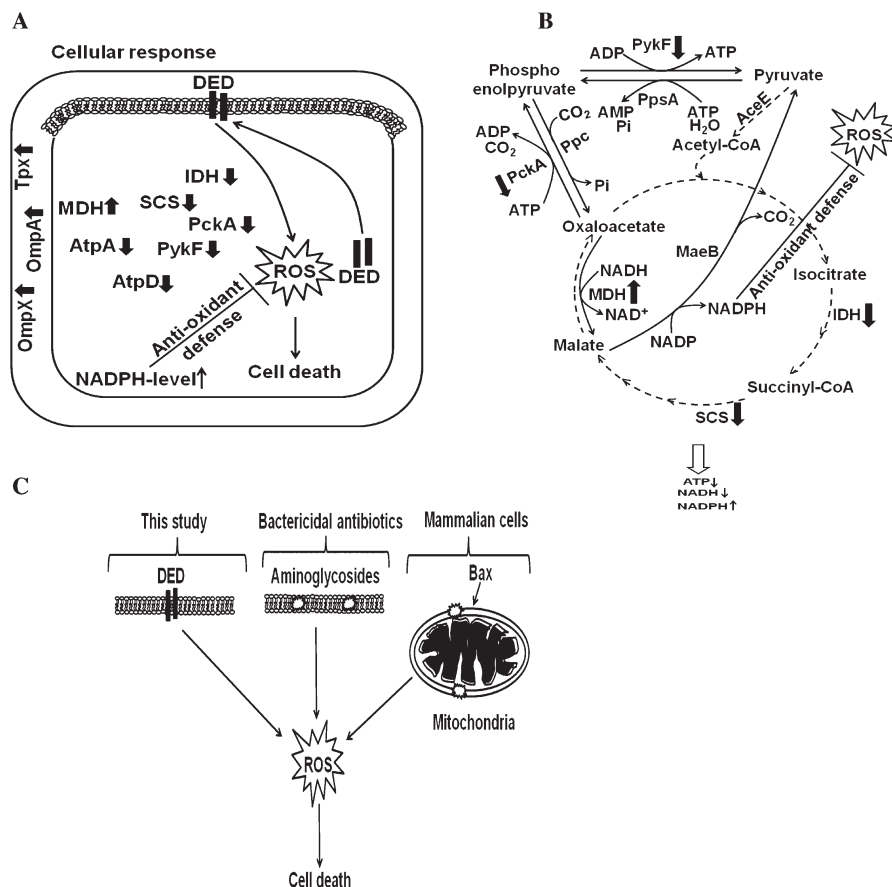 A
Cellular response
DED
Tpx
OmpA
OmpX
IDH
MDH
SCS
PckA
AtpA
PykF
AtpD
ROS
DED
Anti-oxidant
defense
NADPH-level↑
Cell death
B
PykF
ADP
ATP
Phospho
enolpyruvate
Pyruvate
PpsA
AMP
Pi
ATP
H₂O
AceE
Acetyl-CoA
ROS
CO₂
Ppc
ADP
CO₂
PckA
Pi
ATP
Oxaloacetate
CO₂
MaeB
Anti-oxidant defense
Isocitrate
NADH
MDH
NAD⁺
NADPH
IDH
Malate
NADP
Succinyl-CoA
SCS
ATP↓
NADH↓
NADPH↑
C
This study
Bactericidal antibiotics
Mammalian cells
DED
Aminoglycosides
Bax
Mitochondria
ROS
Cell death